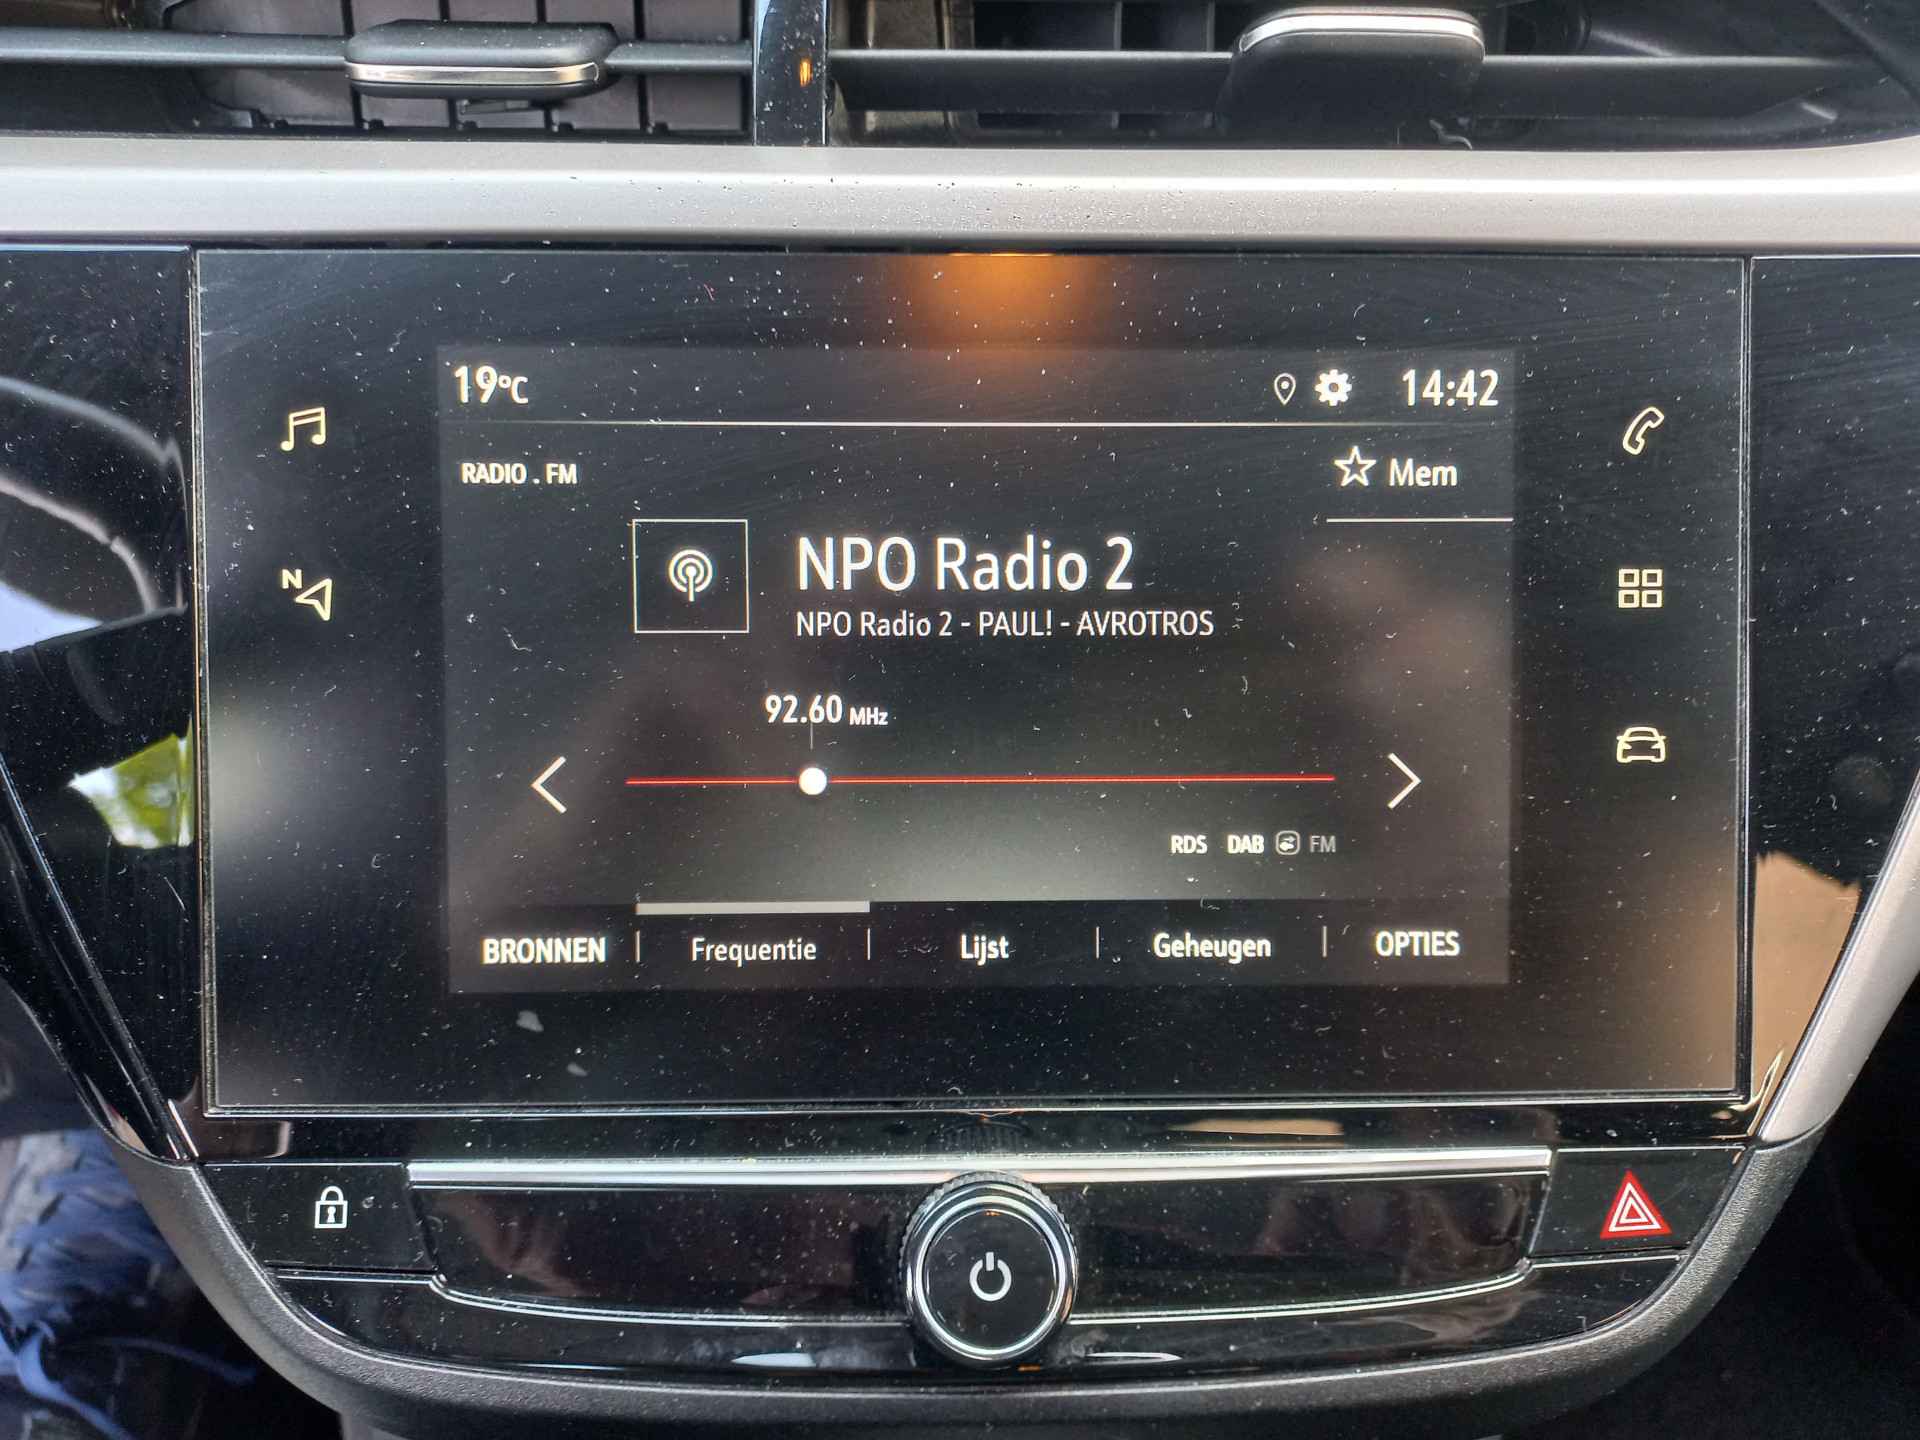 19°C 14:42
RADIO . FM Mem
NPO Radio 2
NPO Radio 2 - PAUL! - AVROTROS
N
92.60 MHz
RDS DAB FM
BRONNEN Frequentie Lijst Geheugen OPTIES